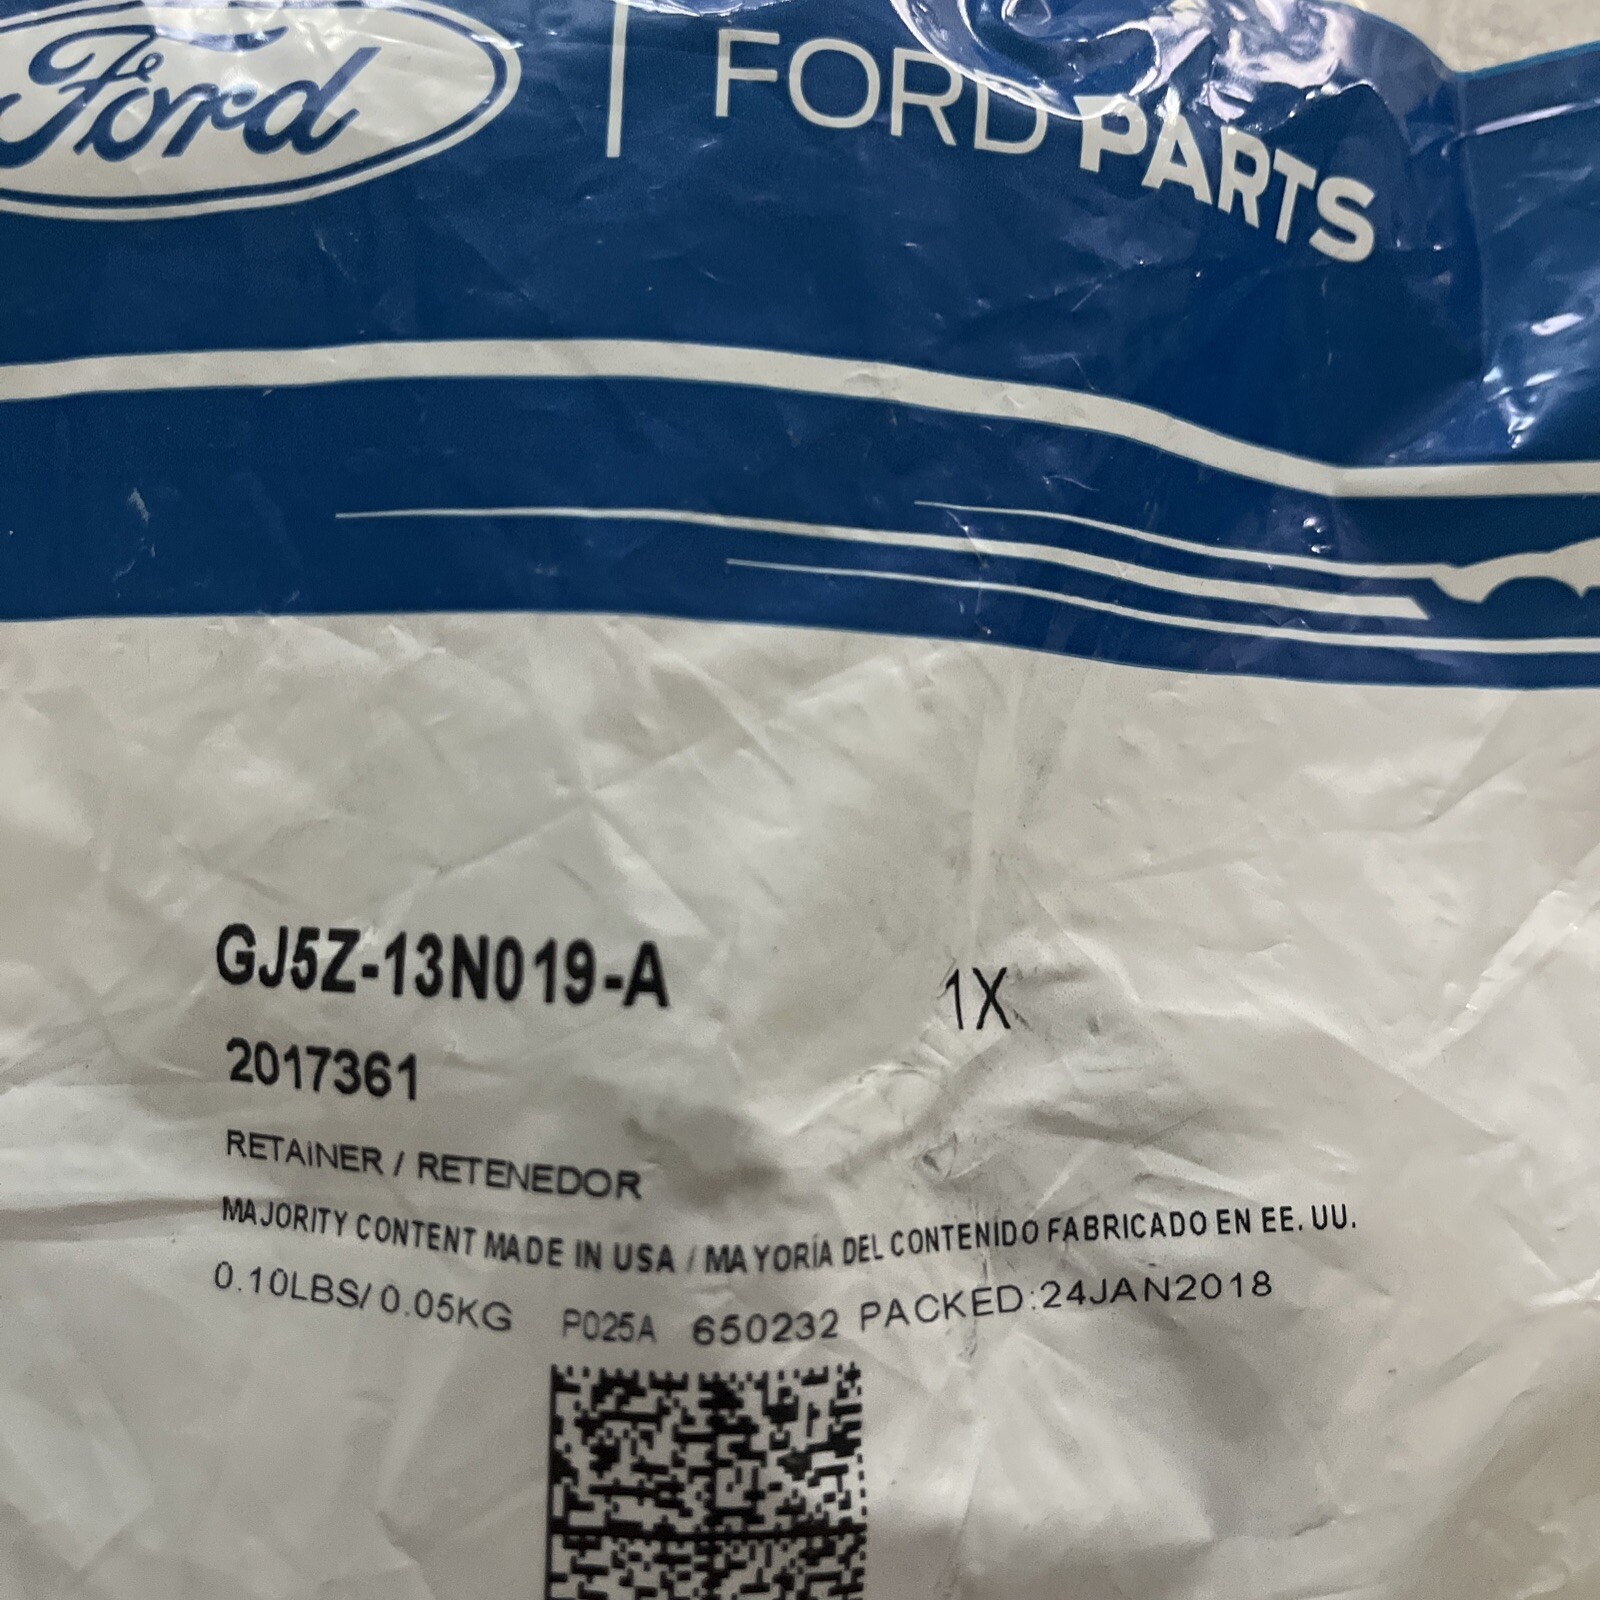 Ford
FORD PARTS
GJ5Z-13N019-A 1X
2017361
RETAINER / RETENEDOR
MAJORITY CONTENT MADE IN USA / MAYORÍA DEL CONTENIDO FABRICADO EN EE. UU.
0.10LBS/ 0.05KG P025A 650232 PACKED:24JAN2018